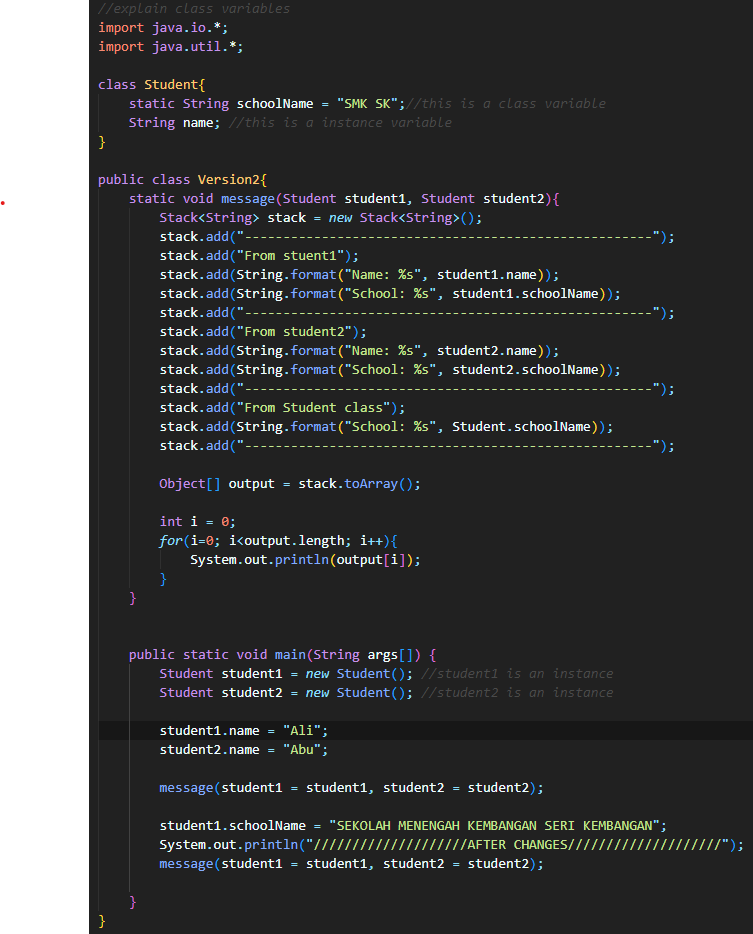 //explain class variables
import java.io.*;
import java.util.*;
class Student{
static String schoolName = "SMK SK";//this is a class variable
String name; //this is a instance variable
}
public class Version2{
static void message(Student student1, Student student2){
Stack<String> stack = new Stack<String>();
stack.add("-----------------------------------------------------");
stack.add("From stuent1");
stack.add(String.format("Name: %s", student1.name));
stack.add(String.format("School: %s", student1.schoolName));
stack.add("-----------------------------------------------------");
stack.add("From student2");
stack.add(String.format("Name: %s", student2.name));
stack.add(String.format("School: %s", student2.schoolName));
stack.add("-----------------------------------------------------");
stack.add("From Student class");
stack.add(String.format("School: %s", Student.schoolName));
stack.add("-----------------------------------------------------");
Object[] output = stack.toArray();
int i = 0;
for(i=0; i<output.length; i++){
System.out.println(output[i]);
}
}
public static void main(String args[]) {
Student student1 = new Student(); //student1 is an instance
Student student2 = new Student(); //student2 is an instance
student1.name = "Ali";
student2.name = "Abu";
message(student1 = student1, student2 = student2);
student1.schoolName = "SEKOLAH MENENGAH KEMBANGAN SERI KEMBANGAN";
System.out.println("////////////////////AFTER CHANGES////////////////////");
message(student1 = student1, student2 = student2);
}
}